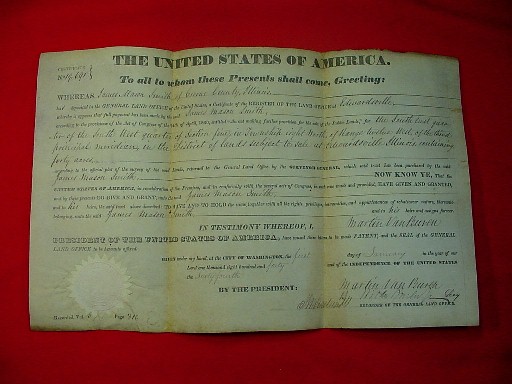 CERTIFICATE
THE UNITED STATES OF AMERICA.
To all to whom these Presents shall come, Greeting:
WHEREAS James Mason Smith, of Greene County, Illinois
deposited in the GENERAL LAND OFFICE of the United States, a Certificate of the REGISTER OF THE LAND OFFICE at Edwardsville
whereby it appears that full payment has been made by the said James Mason Smith
according to the provisions of the Act of Congress of the 24th of April, 1820, entitled "An act making further provision for the sale of the Public Lands," for the South East quarter
of the South West quarter of Section fifteen in Township eight North, of Range twelve West, of the third
principal meridian, in the District of Lands subject to sale at Edwardsville, Illinois, containing
forty acres
according to the official plat of the survey of the said Lands, returned to the General Land Office by the SURVEYOR GENERAL, which said tract has been purchased by the said
James Mason Smith
NOW KNOW YE, That the
UNITED STATES OF AMERICA, in consideration of the Premises, and in conformity with the several acts of Congress, in such case made and provided, HAVE GIVEN AND GRANTED,
and by these presents DO GIVE AND GRANT, unto the said James Mason Smith
and to his heirs, the said tract above described: TO HAVE AND TO HOLD the same, together with all the rights, privileges, immunities, and appurtenances of whatsoever nature, thereunto
belonging, unto the said James Mason Smith and to his heirs and assigns forever.
IN TESTIMONY WHEREOF, I, Martin Van Buren
PRESIDENT OF THE UNITED STATES OF AMERICA, have caused these Letters to be made PATENT, and the SEAL of the GENERAL
LAND OFFICE to be hereunto affixed.
GIVEN under my hand, at the CITY OF WASHINGTON, the first day of January in the year of our
Lord one thousand eight hundred and forty and of the INDEPENDENCE OF THE UNITED STATES
the sixty fourth
BY THE PRESIDENT: Martin Van Buren
By Secy
RECORDER OF THE GENERAL LAND OFFICE.
Recorded, Vol. Page